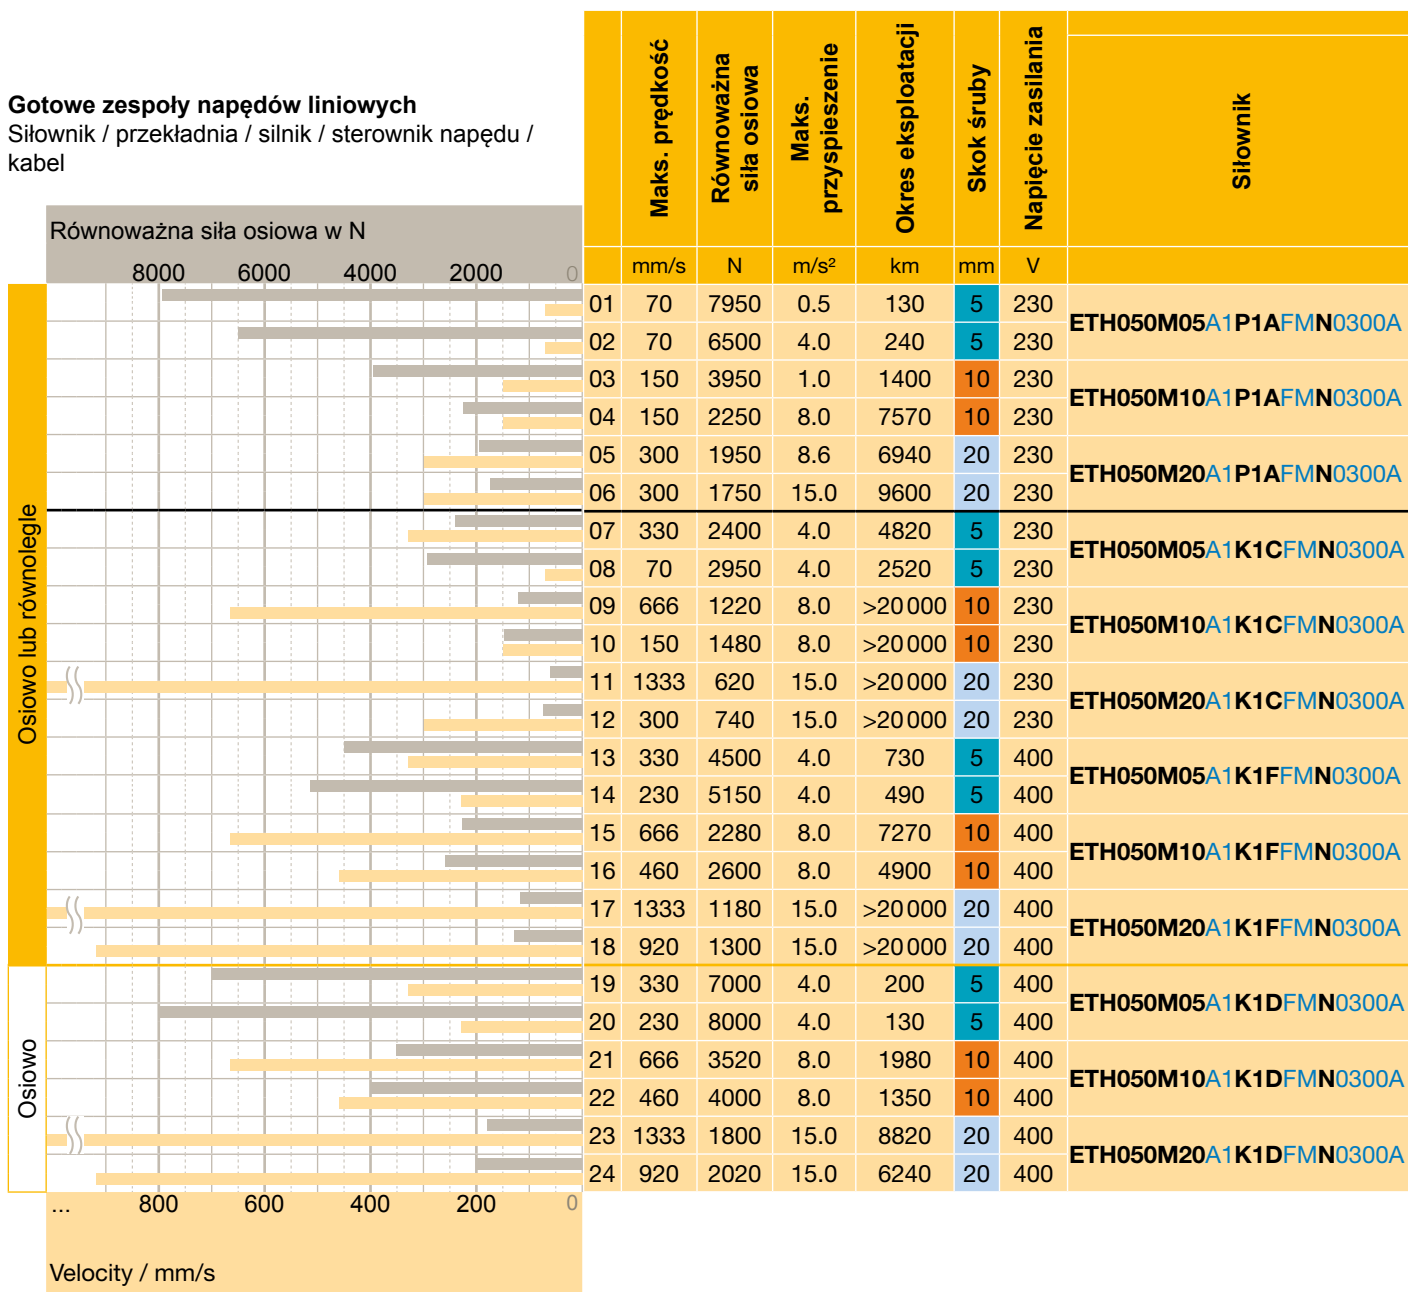 Gotowe zespoły napędów liniowych
Siłownik / przekładnia / silnik / sterownik napędu /
kabel
Maks. prędkość
Równoważna
siła osiowa
Maks.
przyspieszenie
Okres eksploatacji
Skok śruby
Napięcie zasilania
Siłownik
Równoważna siła osiowa w N
8000 6000 4000 2000 0
mm/s N m/s² km mm V
Osiowo lub równolegle
01 70 7950 0.5 130 5 230
ETH050M05A1P1AFMN0300A
02 70 6500 4.0 240 5 230
03 150 3950 1.0 1400 10 230
ETH050M10A1P1AFMN0300A
04 150 2250 8.0 7570 10 230
05 300 1950 8.6 6940 20 230
ETH050M20A1P1AFMN0300A
06 300 1750 15.0 9600 20 230
07 330 2400 4.0 4820 5 230
ETH050M05A1K1CFMN0300A
08 70 2950 4.0 2520 5 230
09 666 1220 8.0 >20 000 10 230
ETH050M10A1K1CFMN0300A
10 150 1480 8.0 >20 000 10 230
11 1333 620 15.0 >20 000 20 230
ETH050M20A1K1CFMN0300A
12 300 740 15.0 >20 000 20 230
13 330 4500 4.0 730 5 400
ETH050M05A1K1FFMN0300A
14 230 5150 4.0 490 5 400
15 666 2280 8.0 7270 10 400
ETH050M10A1K1FFMN0300A
16 460 2600 8.0 4900 10 400
17 1333 1180 15.0 >20 000 20 400
ETH050M20A1K1FFMN0300A
18 920 1300 15.0 >20 000 20 400
Osiowo
19 330 7000 4.0 200 5 400
ETH050M05A1K1DFMN0300A
20 230 8000 4.0 130 5 400
21 666 3520 8.0 1980 10 400
ETH050M10A1K1DFMN0300A
22 460 4000 8.0 1350 10 400
23 1333 1800 15.0 8820 20 400
ETH050M20A1K1DFMN0300A
24 920 2020 15.0 6240 20 400
... 800 600 400 200 0
Velocity / mm/s